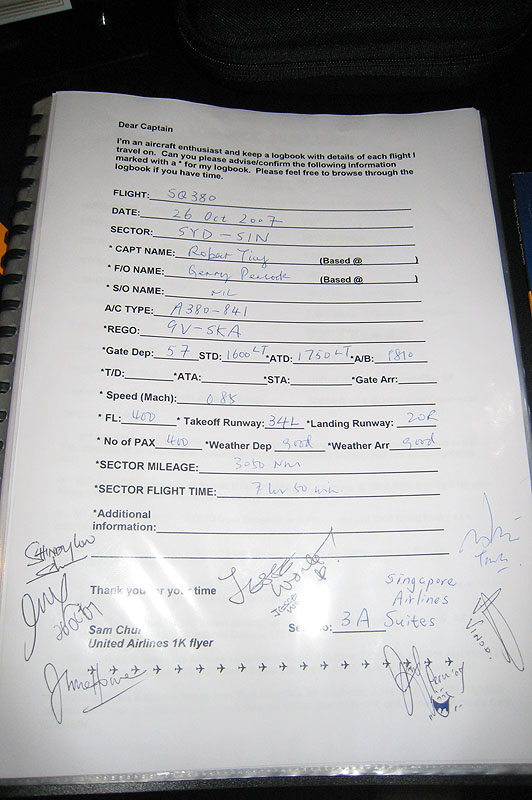 Dear Captain
I'm an aircraft enthusiast and keep a logbook with details of each flight I
travel on. Can you please advise/confirm the following information
marked with a * for my logbook. Please feel free to browse through the
logbook if you have time.
FLIGHT: SQ380
DATE: 26 Oct 2007
SECTOR: SYD - SIN
* CAPT NAME: Robert Ting (Based @ )
* F/O NAME: Gerry Peacock (Based @ )
* S/O NAME: NIL
A/C TYPE: A380-841
*REGO: 9V-SKA
*Gate Dep: 57 STD: 1600 LT *ATD: 1750 LT *A/B: 1810
*T/D: *ATA: *STA: *Gate Arr:
* Speed (Mach): 0.85
* FL: 400 * Takeoff Runway: 34L *Landing Runway: 20R
* No of PAX 400 *Weather Dep good *Weather Arr good
*SECTOR MILEAGE: 3050 Nm
*SECTOR FLIGHT TIME: 7 hr 50 min
*Additional
information:
Thank you for your time
Singapore
Airlines
Suites
Sam Chui
Seat No: 3A
United Airlines 1K flyer